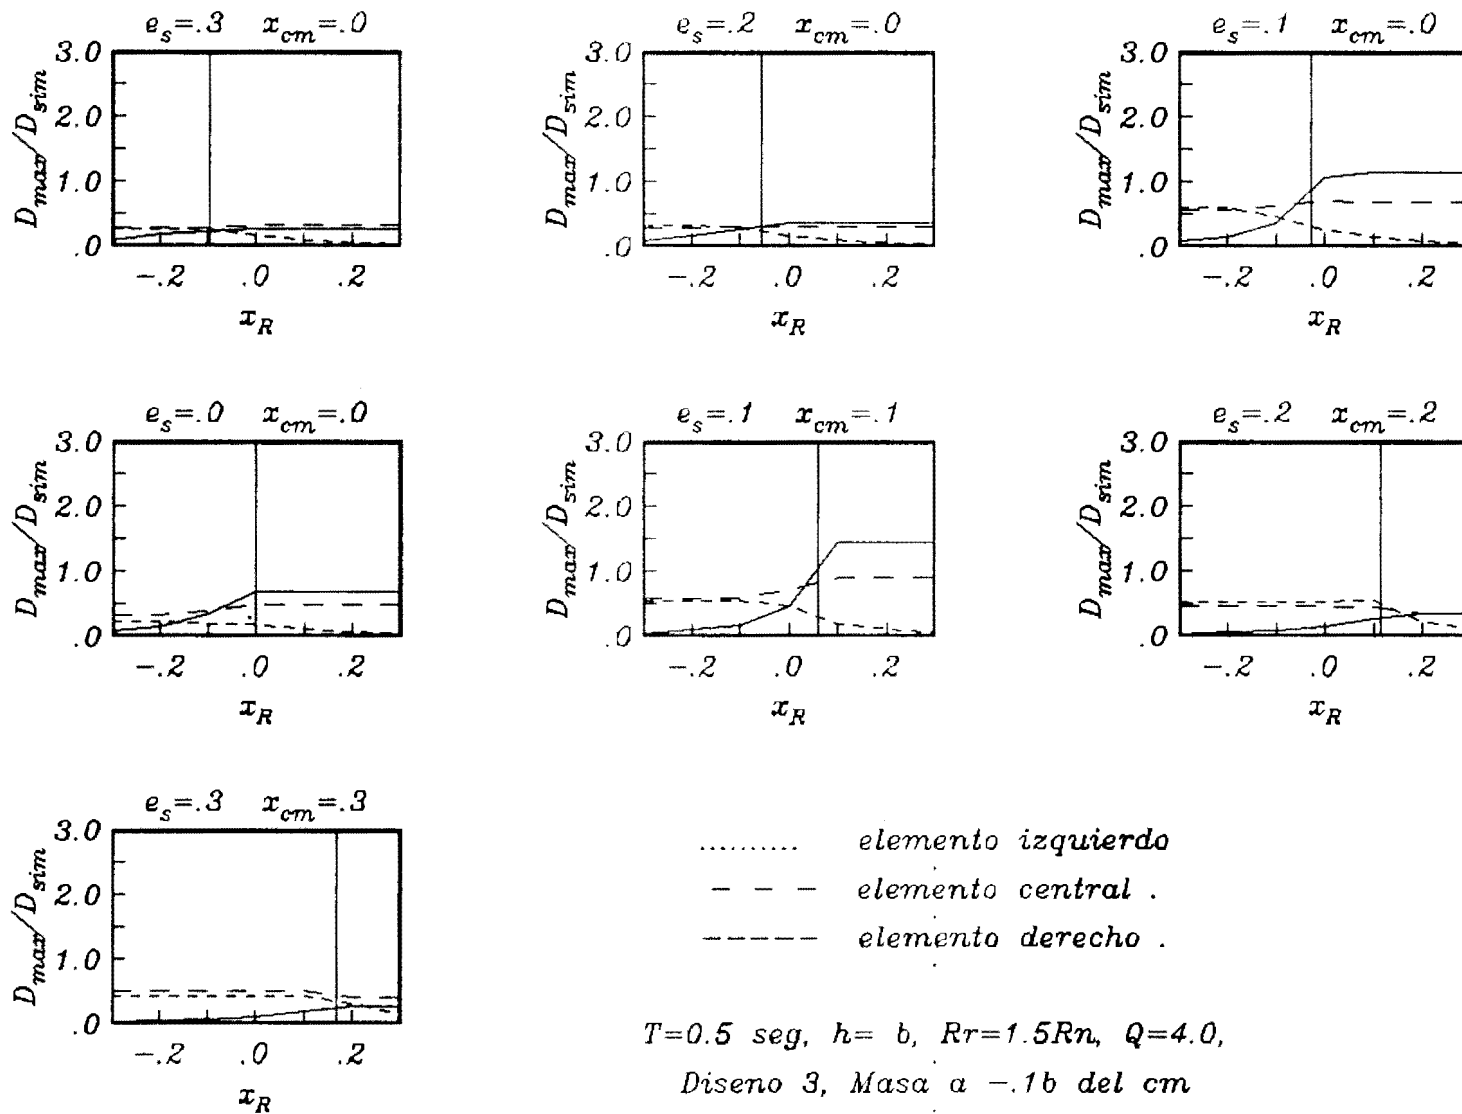 e_s=.3 x_cm=.0
3.0
2.0
1.0
.0
D_max/D_sim
-.2 .0 .2
x_R
e_s=.2 x_cm=.0
3.0
2.0
1.0
.0
D_max/D_sim
-.2 .0 .2
x_R
e_s=.1 x_cm=.0
3.0
2.0
1.0
.0
D_max/D_sim
-.2 .0 .2
x_R
e_s=.0 x_cm=.0
3.0
2.0
1.0
.0
D_max/D_sim
-.2 .0 .2
x_R
e_s=.1 x_cm=.1
3.0
2.0
1.0
.0
D_max/D_sim
-.2 .0 .2
x_R
e_s=.2 x_cm=.2
3.0
2.0
1.0
.0
D_max/D_sim
-.2 .0 .2
x_R
e_s=.3 x_cm=.3
3.0
2.0
1.0
.0
D_max/D_sim
-.2 .0 .2
x_R
elemento izquierdo
elemento central .
elemento derecho .
T=0.5 seg, h= b, Rr=1.5Rn, Q=4.0,
Diseno 3, Masa a -.1b del cm